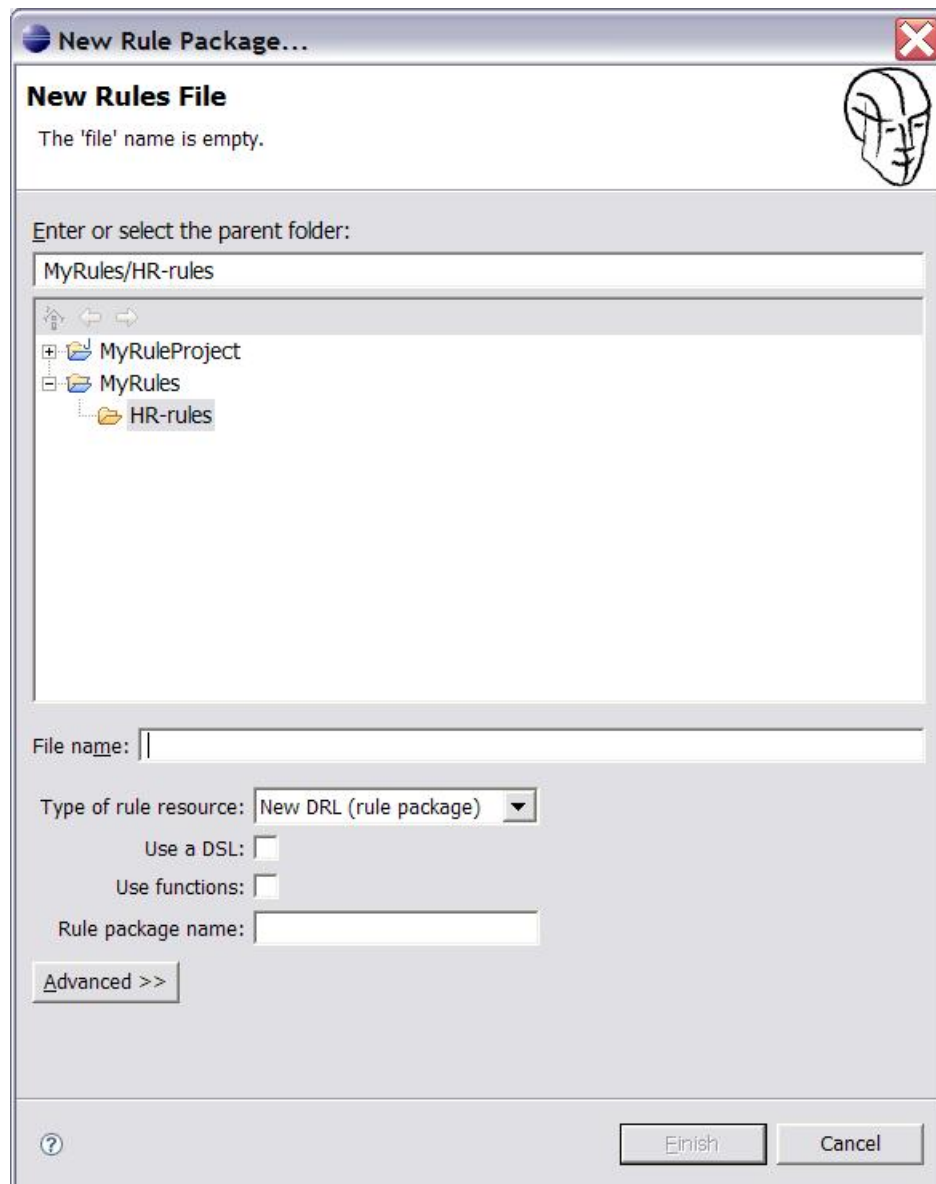 New Rule Package...
New Rules File
The 'file' name is empty.
Enter or select the parent folder:
MyRules/HR-rules
MyRuleProject
MyRules
HR-rules
File name:
Type of rule resource: New DRL (rule package)
Use a DSL:
Use functions:
Rule package name:
Advanced >>
Finish Cancel